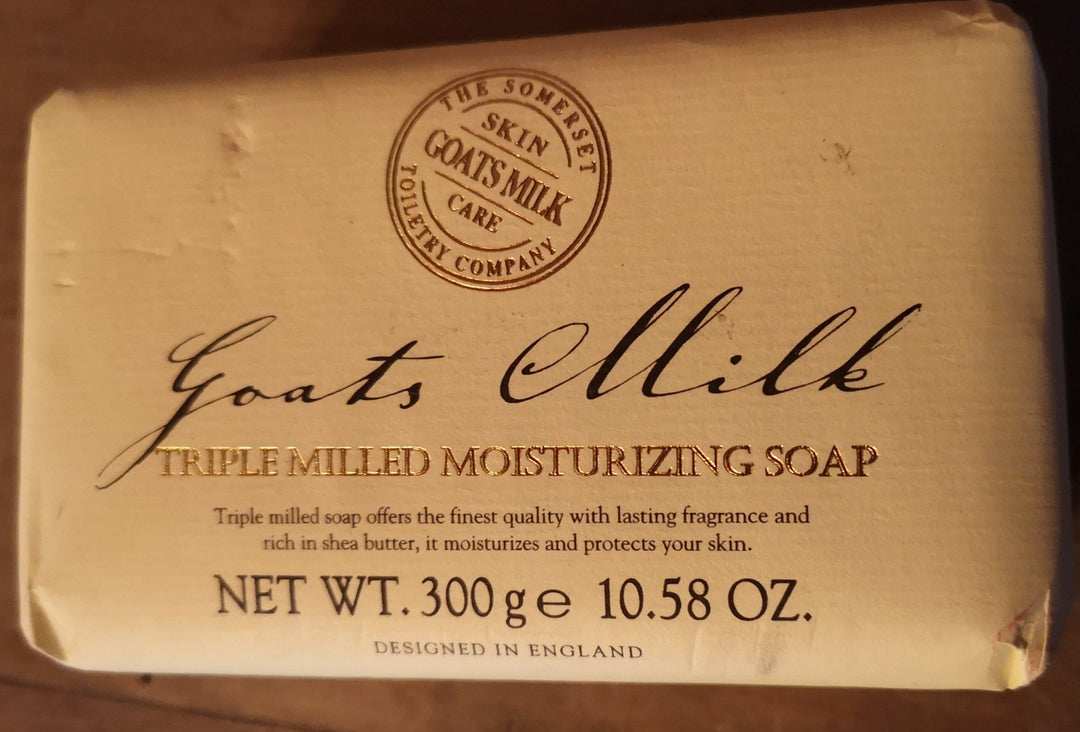 THE SOMERSET
SKIN
GOATS MILK
CARE
TOILETRY COMPANY
Goats Milk
TRIPLE MILLED MOISTURIZING SOAP
Triple milled soap offers the finest quality with lasting fragrance and
rich in shea butter, it moisturizes and protects your skin.
NET WT. 300 g e 10.58 OZ.
DESIGNED IN ENGLAND